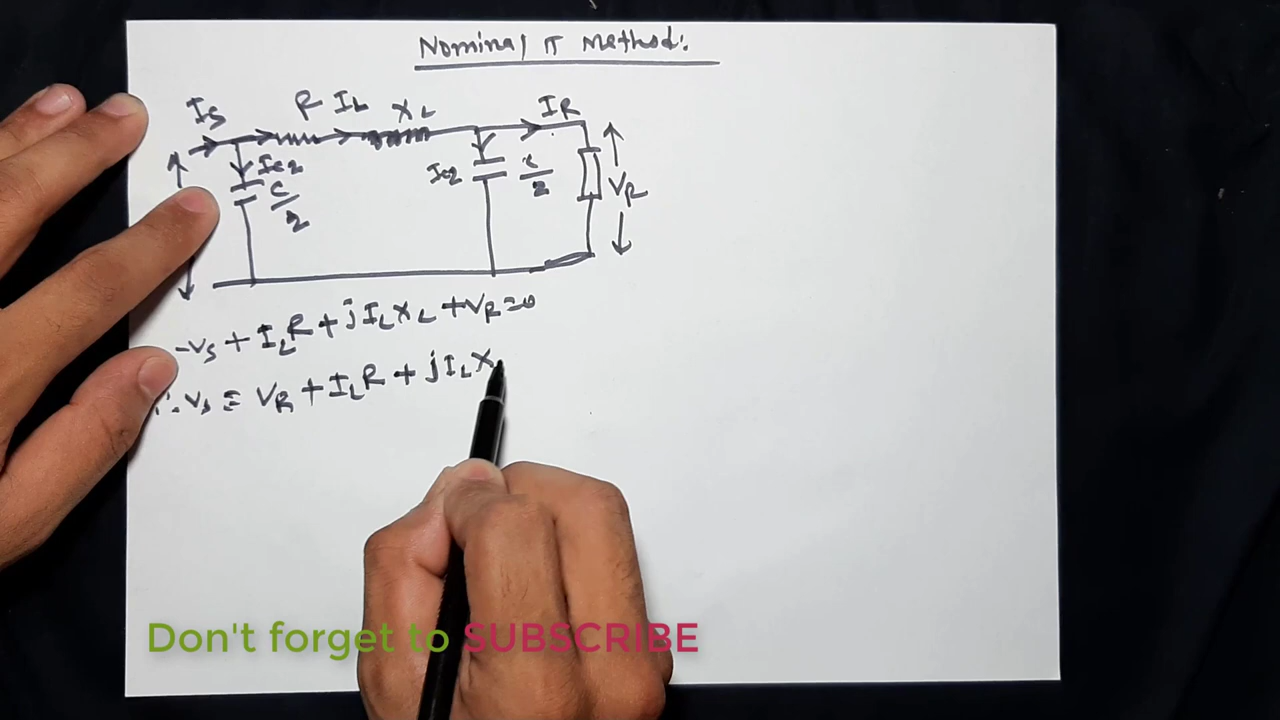 Nominal π Method:
IS R IL XL IR
Ic2 Ic2
C/2 C/2 VR
-VS + ILR + jILXL + VR = 0
∴ VS = VR + ILR + jILX
Don't forget to SUBSCRIBE